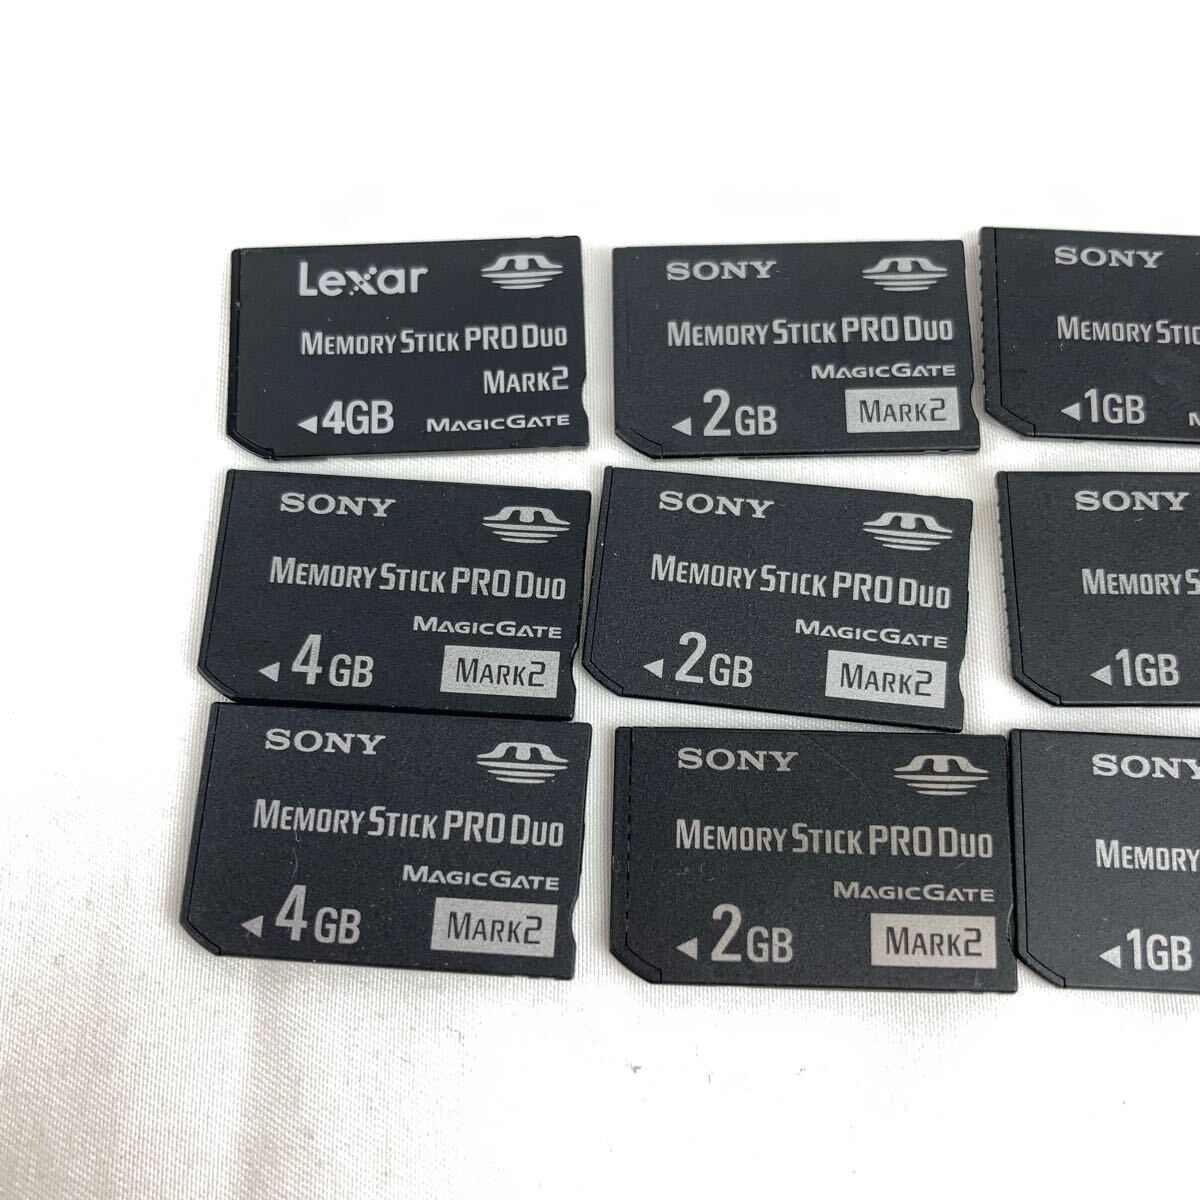 Lexar
MEMORY STICK PRO DUO
MARK2
◄4GB MAGICGATE
SONY
MEMORY STICK PRO DUO
MAGICGATE
◄ 2GB MARK2
SONY
MEMORY STICK
◄1GB
SONY
MEMORY STICK PRO DUO
MAGICGATE
◄ 4GB MARK2
SONY
MEMORY STICK PRO DUO
MAGICGATE
◄ 2GB MARK2
SONY
MEMORY S
◄1GB
SONY
MEMORY STICK PRO DUO
MAGICGATE
◄ 4GB MARK2
SONY
MEMORY STICK PRO DUO
MAGICGATE
◄ 2GB MARK2
SONY
MEMORY
◄1GB